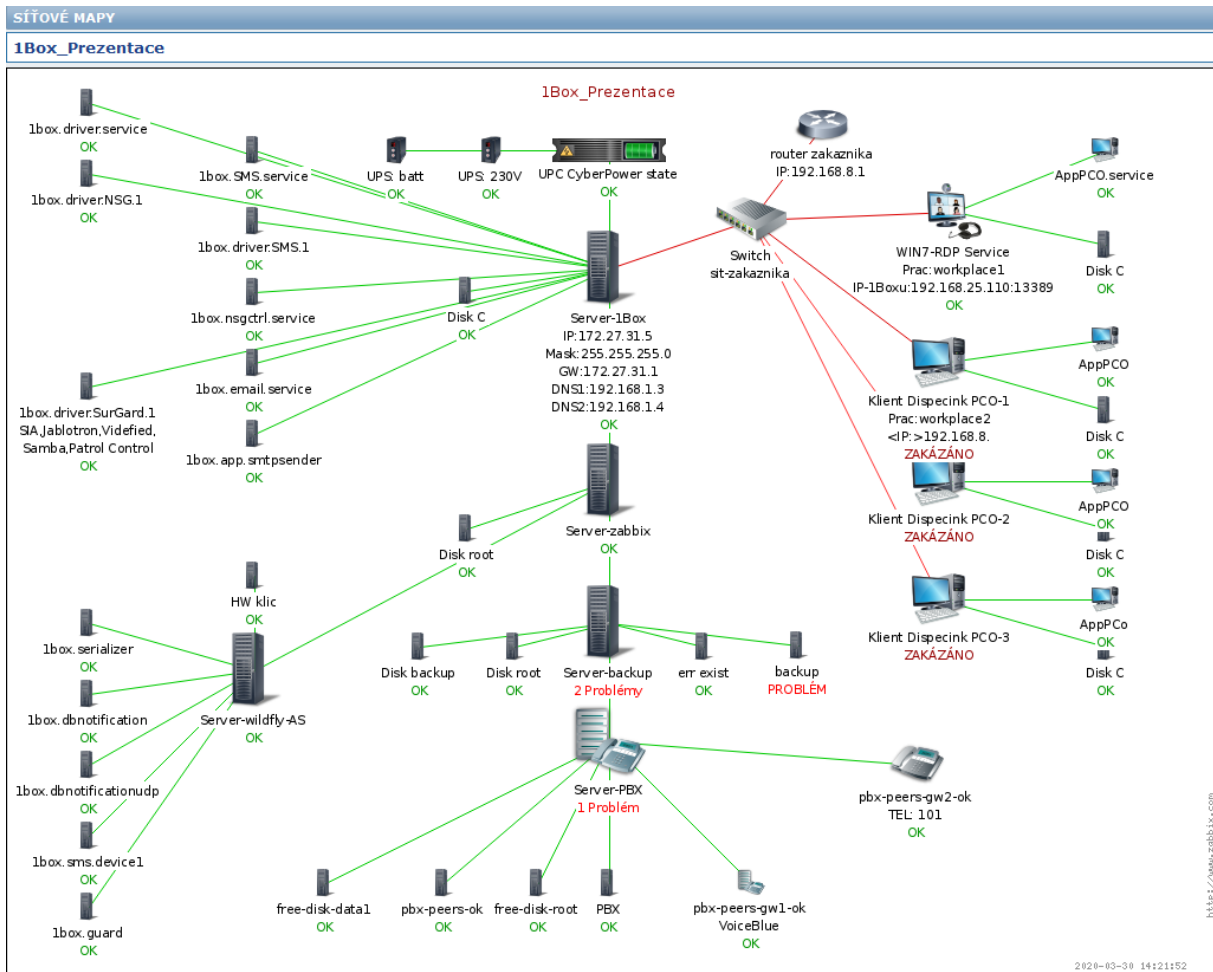 SÍŤOVÉ MAPY
1Box_Prezentace
1Box_Prezentace
1box.driver.service
OK
1box.SMS.service
OK
UPS: batt
OK
UPS: 230V
OK
UPC CyberPower state
OK
router zakaznika
IP:192.168.8.1
AppPCO.service
OK
1box.driver.NSG.1
OK
1box.driver.SMS.1
OK
Switch
sit-zakaznika
WIN7-RDP Service
Prac:workplace1
IP-1Boxu:192.168.25.110:13389
OK
Disk C
OK
1box.nsgctrl.service
OK
Disk C
OK
Server-1Box
IP:172.27.31.5
Mask:255.255.255.0
GW:172.27.31.1
DNS1:192.168.1.3
DNS2:192.168.1.4
OK
AppPCO
OK
1box.email.service
OK
Klient Dispecink PCO-1
Prac:workplace2
<IP:>192.168.8.
ZAKÁZÁNO
Disk C
OK
1box.driver.SurGard.1
SIA,Jablotron,Videfied,
Samba,Patrol Control
OK
1box.app.smtpsender
OK
Server-zabbix
OK
Klient Dispecink PCO-2
ZAKÁZÁNO
AppPCO
OK
Disk C
OK
Disk root
OK
HW klic
OK
Klient Dispecink PCO-3
ZAKÁZÁNO
AppPCo
OK
Disk C
OK
1box.serializer
OK
Disk backup
OK
Disk root
OK
Server-backup
2 Problémy
err exist
OK
backup
PROBLÉM
1box.dbnotification
OK
Server-wildfly-AS
OK
1box.dbnotificationudp
OK
Server-PBX
1 Problém
pbx-peers-gw2-ok
TEL: 101
OK
1box.sms.device1
OK
1box.guard
OK
free-disk-data1
OK
pbx-peers-ok
OK
free-disk-root
OK
PBX
OK
pbx-peers-gw1-ok
VoiceBlue
OK
http://www.zabbix.com
2020-03-30 14:21:52